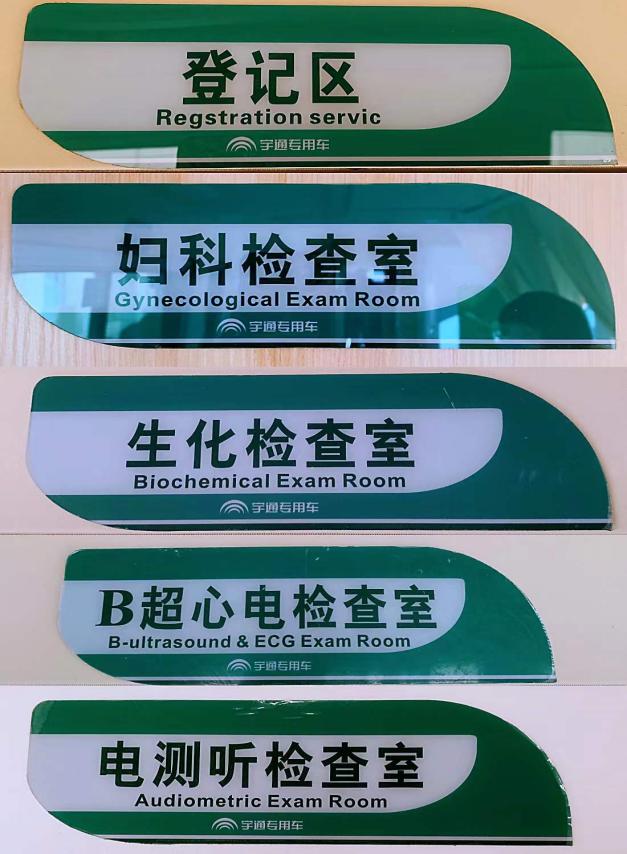 登记区
Regstration servic
宇通专用车
妇科检查室
Gynecological Exam Room
宇通专用车
生化检查室
Biochemical Exam Room
宇通专用车
B超心电检查室
B-ultrasound & ECG Exam Room
宇通专用车
电测听检查室
Audiometric Exam Room
宇通专用车